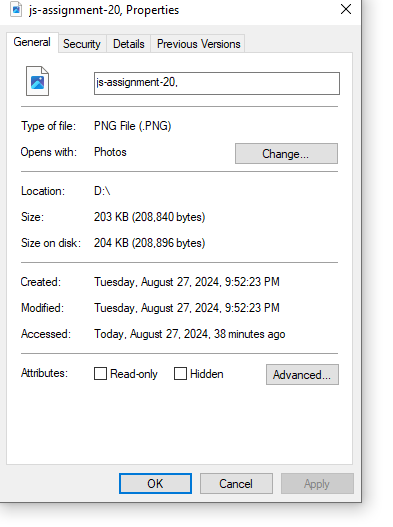 js-assignment-20, Properties
General Security Details Previous Versions
js-assignment-20,
Type of file: PNG File (.PNG)
Opens with: Photos Change...
Location: D:\
Size: 203 KB (208,840 bytes)
Size on disk: 204 KB (208,896 bytes)
Created: Tuesday, August 27, 2024, 9:52:23 PM
Modified: Tuesday, August 27, 2024, 9:52:23 PM
Accessed: Today, August 27, 2024, 38 minutes ago
Attributes: Read-only Hidden Advanced...
OK Cancel Apply